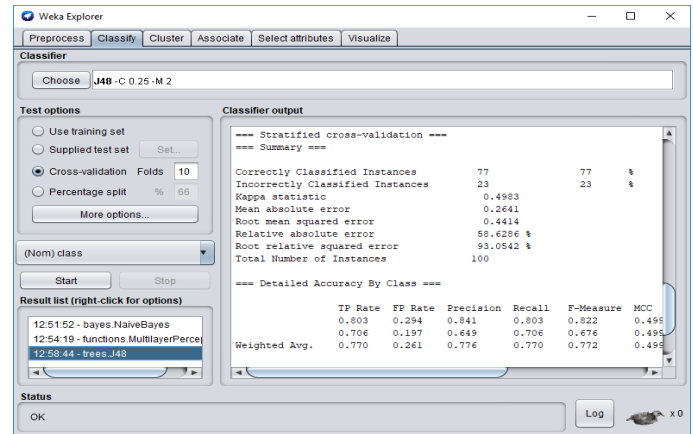 Weka Explorer
Preprocess Classify Cluster Associate Select attributes Visualize
Classifier
Choose J48 -C 0.25 -M 2
Test options
Use training set
Supplied test set Set...
Cross-validation Folds 10
Percentage split % 66
More options...
(Nom) class
Start Stop
Result list (right-click for options)
12:51:52 - bayes.NaiveBayes
12:54:19 - functions.MultilayerPercep
12:58:44 - trees.J48
Classifier output
=== Stratified cross-validation ===
=== Summary ===
Correctly Classified Instances 77 77 %
Incorrectly Classified Instances 23 23 %
Kappa statistic 0.4983
Mean absolute error 0.2641
Root mean squared error 0.4414
Relative absolute error 58.6286 %
Root relative squared error 93.0542 %
Total Number of Instances 100
=== Detailed Accuracy By Class ===
TP Rate FP Rate Precision Recall F-Measure MCC
0.803 0.294 0.841 0.803 0.822 0.499
0.706 0.197 0.649 0.706 0.676 0.499
Weighted Avg. 0.770 0.261 0.776 0.770 0.772 0.499
Status
OK
Log x 0